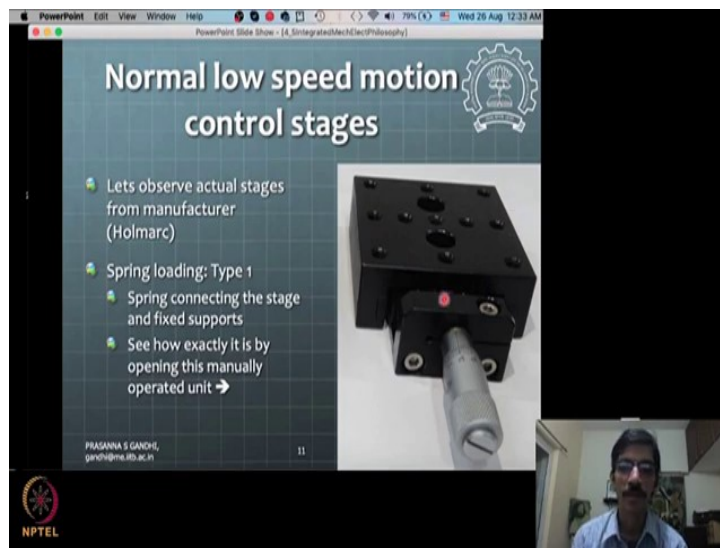 PowerPoint Edit View Window Help 79% Wed 26 Aug 12:33 AM
PowerPoint Slide Show - [4_SIntegratedMechElectPhilosophy]
Normal low speed motion
control stages
Lets observe actual stages
from manufacturer
(Holmarc)
Spring loading: Type 1
Spring connecting the stage
and fixed supports
See how exactly it is by
opening this manually
operated unit →
PRASANNA S GANDHI,
gandhi@me.iitb.ac.in
11
NPTEL